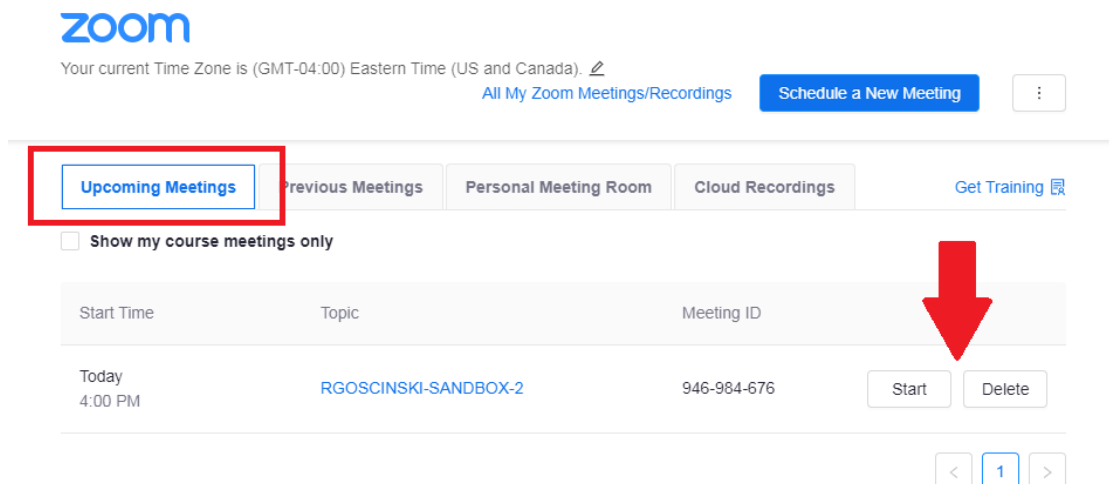 zoom
Your current Time Zone is (GMT-04:00) Eastern Time (US and Canada).
All My Zoom Meetings/Recordings Schedule a New Meeting
Upcoming Meetings Previous Meetings Personal Meeting Room Cloud Recordings Get Training
Show my course meetings only
Start Time Topic Meeting ID
Today
4:00 PM RGOSCINSKI-SANDBOX-2 946-984-676 Start Delete
< 1 >